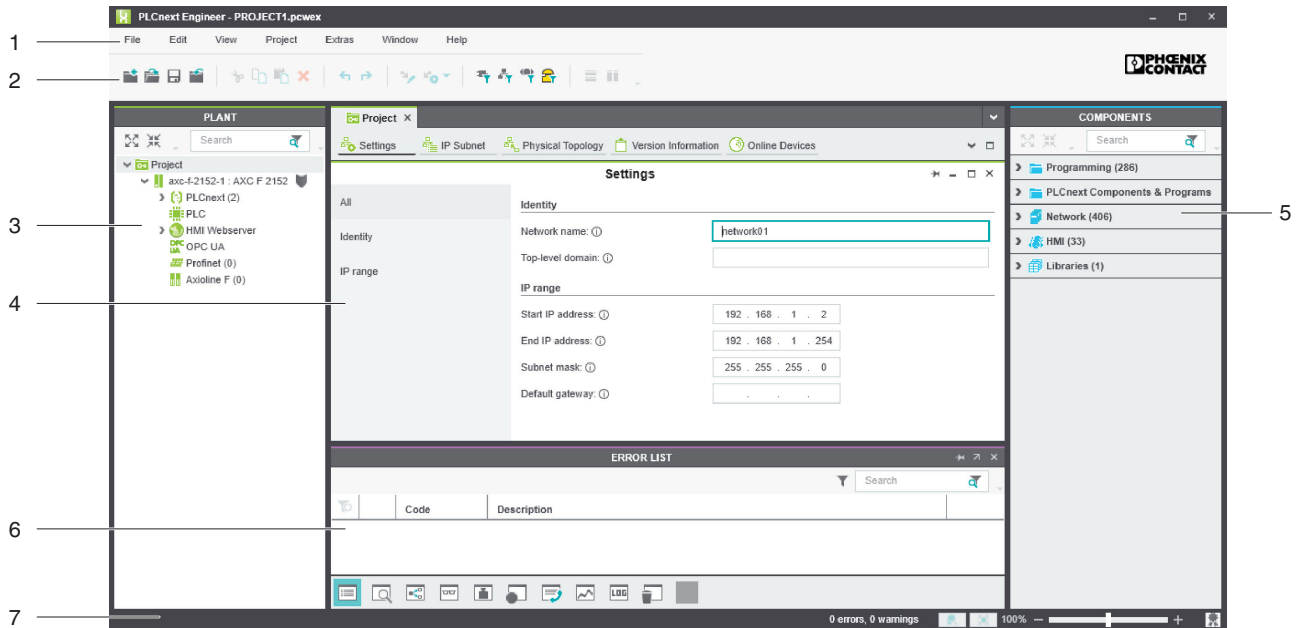 PLCnext Engineer - PROJECT1.pcwex
1
File Edit View Project Extras Window Help
2
PHŒNIX
CONTACT
PLANT
Search
Project
axc-f-2152-1 : AXC F 2152
PLCnext (2)
PLC
3
HMI Webserver
OPC UA
OPC UA
Profinet (0)
Axioline F (0)
Project
Settings IP Subnet Physical Topology Version Information Online Devices
Settings
All
Identity
IP range
4
Identity
Network name: network01
Top-level domain:
IP range
Start IP address: 192 . 168 . 1 . 2
End IP address: 192 . 168 . 1 . 254
Subnet mask: 255 . 255 . 255 . 0
Default gateway: . . .
COMPONENTS
Search
Programming (286)
PLCnext Components & Programs
Network (406)
5
HMI (33)
Libraries (1)
ERROR LIST
Search
Code Description
6
LOG
7
0 errors, 0 warnings
100%